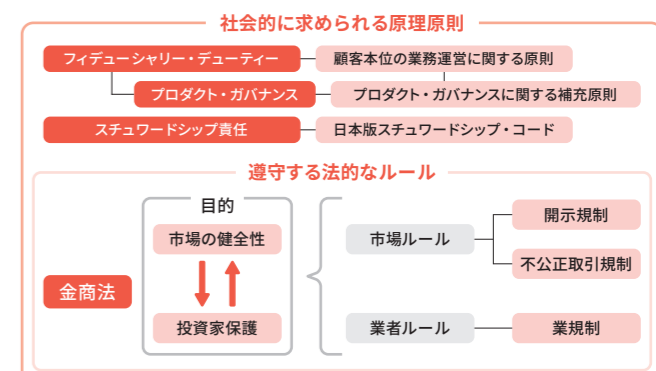 社会的に求められる原理原則
フィデューシャリー・デューティー
顧客本位の業務運営に関する原則
プロダクト・ガバナンス
プロダクト・ガバナンスに関する補充原則
スチュワードシップ責任
日本版スチュワードシップ・コード
遵守する法的なルール
金商法
目的
市場の健全性
投資家保護
市場ルール
開示規制
不公正取引規制
業者ルール
業規制